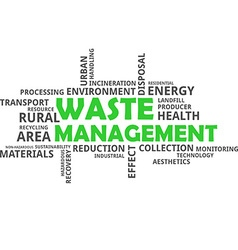 URBAN
HANDLING
DISPOSAL
INCINERATION
RESIDENTIAL
PROCESSING ENVIRONMENT ENERGY
TRANSPORT WASTE LANDFILL
RESOURCE PRODUCER
RURAL HEALTH
RECYCLING
AREA MANAGEMENT
NON-HAZARDOUS SUSTAINABILITY REDUCTION COLLECTION MONITORING
MATERIALS INDUSTRIAL TECHNOLOGY
HAZARDOUS
RECOVERY
EFFECT
AESTHETICS